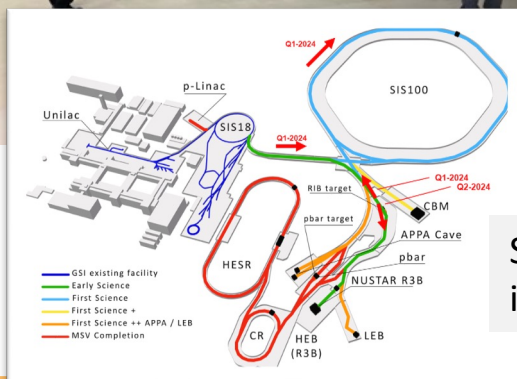 Q1-2024
p-Linac
SIS100
Unilac
SIS18
Q1-2024
Q1-2024
Q2-2024
RIB target
CBM
pbar target
APPA Cave
HESR
pbar
S
GSI existing facility
Early Science
First Science
First Science +
First Science ++ APPA / LEB
MSV Completion
NUSTAR R3B
i
CR
HEB
(R3B)
LEB